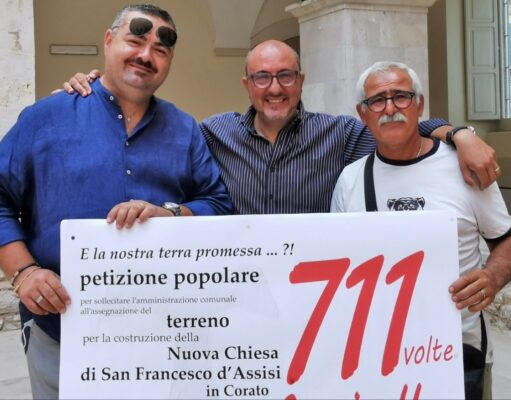 E la nostra terra promessa ... ?!
petizione popolare
per sollecitare l'amministrazione comunale
all'assegnazione del
terreno
per la costruzione della
Nuova Chiesa
di San Francesco d'Assisi
in Corato
711
volte